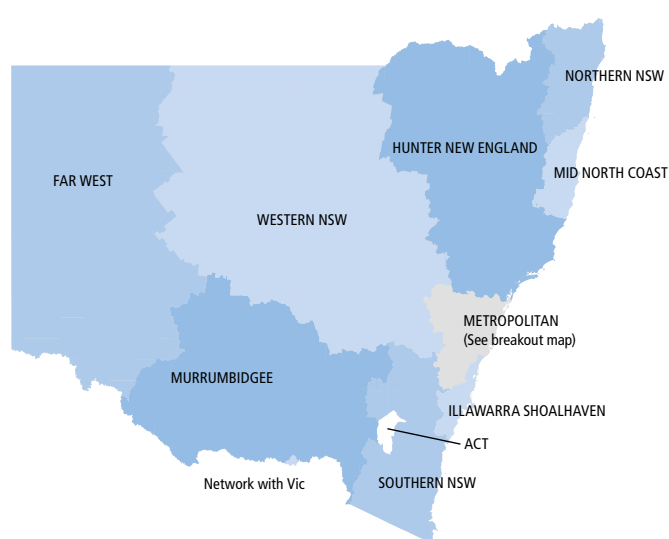 NORTHERN NSW
HUNTER NEW ENGLAND
MID NORTH COAST
FAR WEST
WESTERN NSW
METROPOLITAN
(See breakout map)
MURRUMBIDGEE
ILLAWARRA SHOALHAVEN
ACT
Network with Vic
SOUTHERN NSW